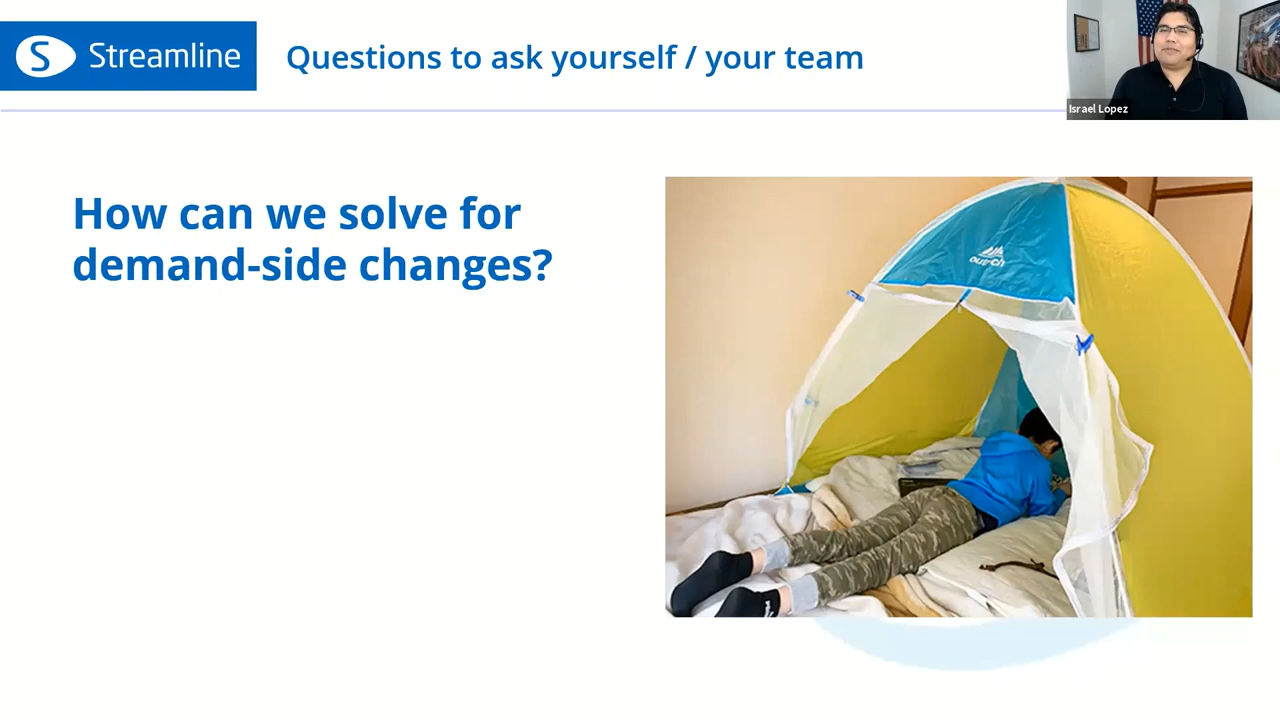 S Streamline
Questions to ask yourself / your team
Israel Lopez
How can we solve for
demand-side changes?